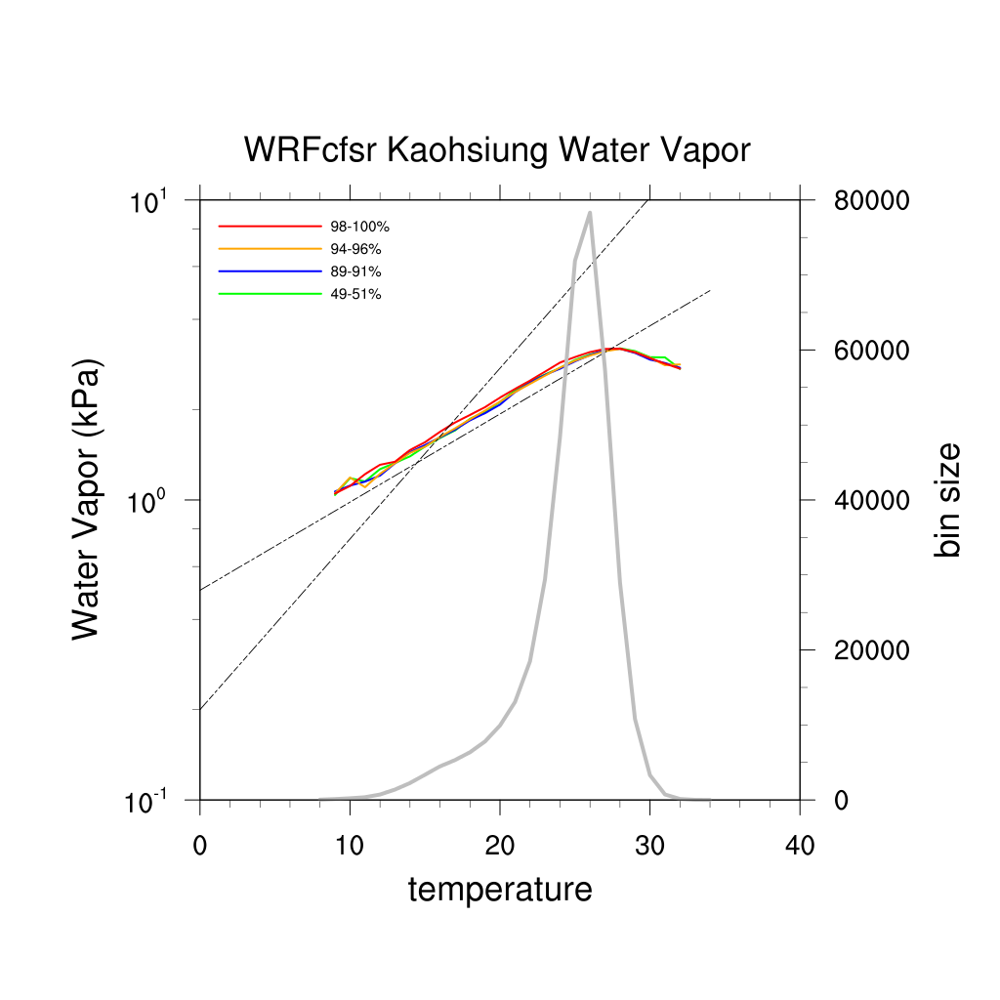 WRFcfsr Kaohsiung Water Vapor
98-100%
94-96%
89-91%
49-51%
10¹
10⁰
10⁻¹
Water Vapor (kPa)
80000
60000
40000
20000
0
bin size
0 10 20 30 40
temperature